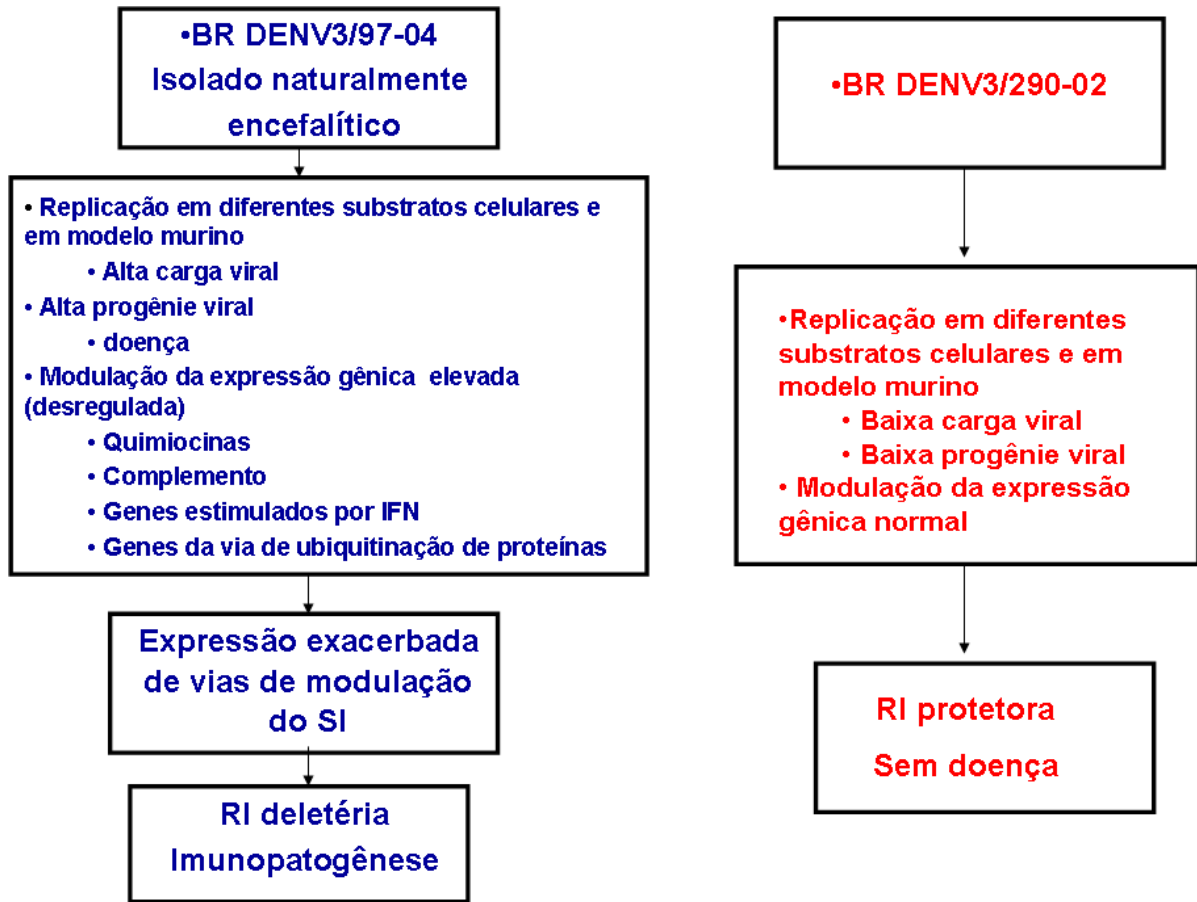 •BR DENV3/97-04
Isolado naturalmente
encefalítico
• Replicação em diferentes substratos celulares e
em modelo murino
• Alta carga viral
• Alta progênie viral
• doença
• Modulação da expressão gênica elevada
(desregulada)
• Quimiocinas
• Complemento
• Genes estimulados por IFN
• Genes da via de ubiquitinação de proteínas
Expressão exacerbada
de vias de modulação
do SI
RI deletéria
Imunopatogênese
•BR DENV3/290-02
•Replicação em diferentes
substratos celulares e em
modelo murino
• Baixa carga viral
• Baixa progênie viral
• Modulação da expressão
gênica normal
RI protetora
Sem doença